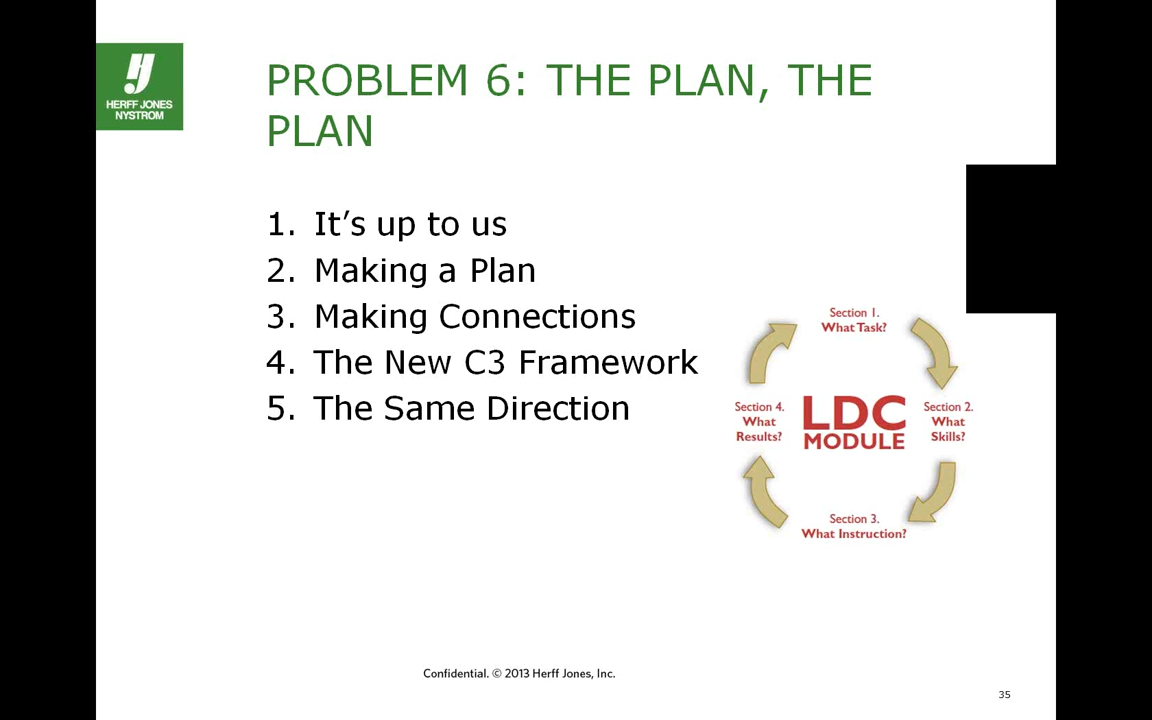 HERFF JONES
NYSTROM
PROBLEM 6: THE PLAN, THE
PLAN
1. It’s up to us
2. Making a Plan
3. Making Connections
4. The New C3 Framework
5. The Same Direction
Section 1.
What Task?
Section 2.
What
Skills?
Section 3.
What Instruction?
Section 4.
What
Results?
LDC
MODULE
Confidential. © 2013 Herff Jones, Inc.
35